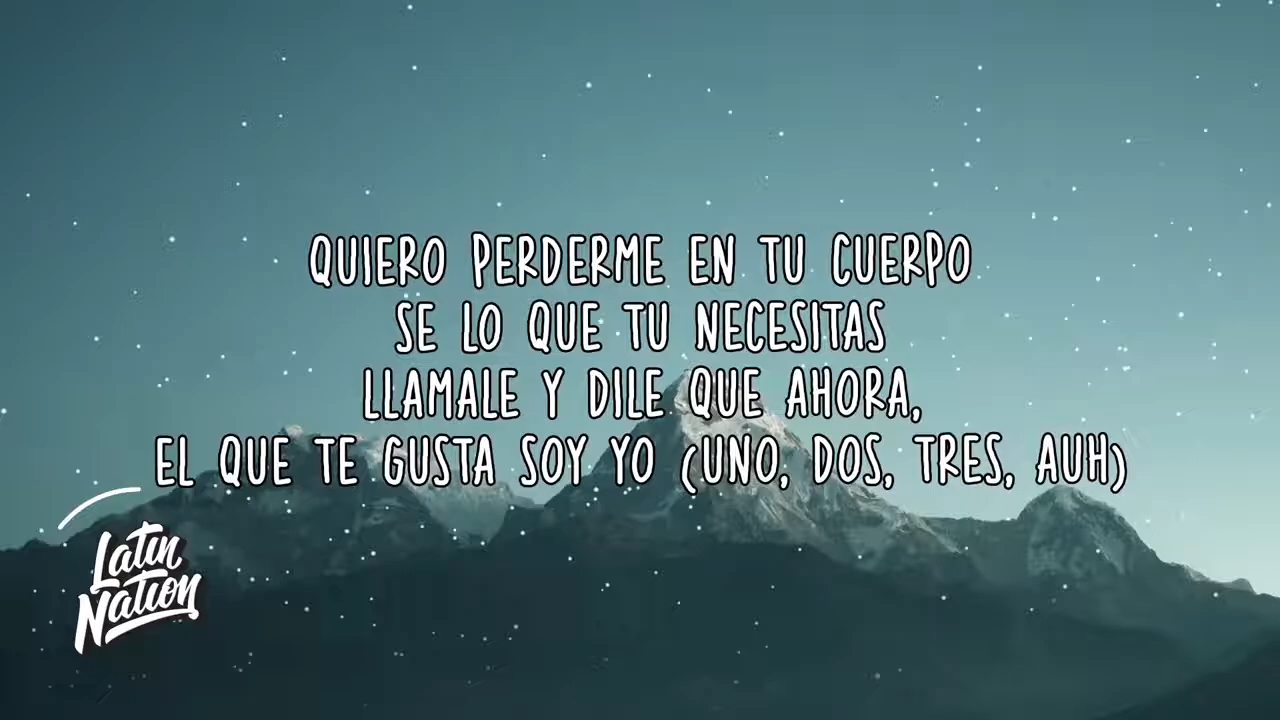 QUIERO PERDERME EN TU CUERPO
SE LO QUE TU NECESITAS
LLAMALE Y DILE QUE AHORA,
EL QUE TE GUSTA SOY YO (UNO, DOS, TRES, AUH)
Latin
Nation